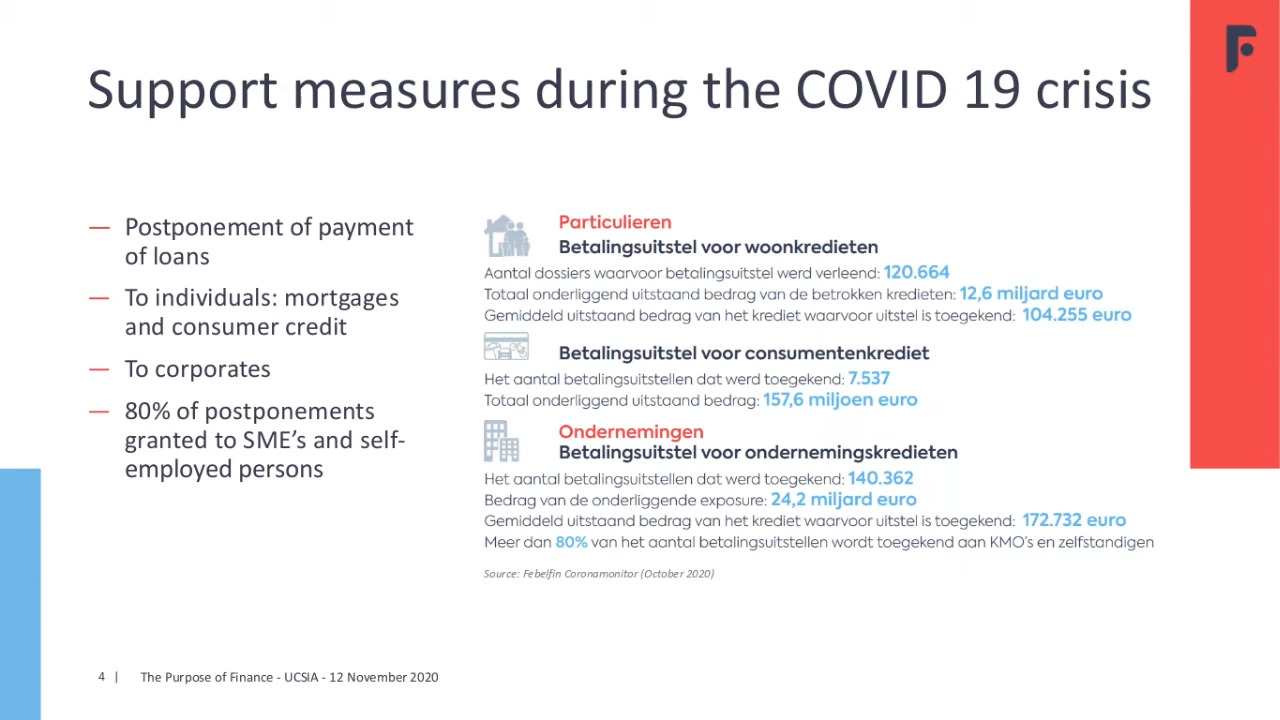 Support measures during the COVID 19 crisis
— Postponement of payment
of loans
— To individuals: mortgages
and consumer credit
— To corporates
— 80% of postponements
granted to SME's and self-
employed persons
Particulieren
Betalingsuitstel voor woonkredieten
Aantal dossiers waarvoor betalingsuitstel werd verleend: 120.664
Totaal onderliggend uitstaand bedrag van de betrokken kredieten: 12,6 miljard euro
Gemiddeld uitstaand bedrag van het krediet waarvoor uitstel is toegekend: 104.255 euro
Betalingsuitstel voor consumentenkrediet
Het aantal betalingsuitstellen dat werd toegekend: 7.537
Totaal onderliggend uitstaand bedrag: 157,6 miljoen euro
Ondernemingen
Betalingsuitstel voor ondernemingskredieten
Het aantal betalingsuitstellen dat werd toegekend: 140.362
Bedrag van de onderliggende exposure: 24,2 miljard euro
Gemiddeld uitstaand bedrag van het krediet waarvoor uitstel is toegekend: 172.732 euro
Meer dan 80% van het aantal betalingsuitstellen wordt toegekend aan KMO's en zelfstandigen
Source: Febelfin Coronamonitor (October 2020)
4 | The Purpose of Finance - UCSIA - 12 November 2020